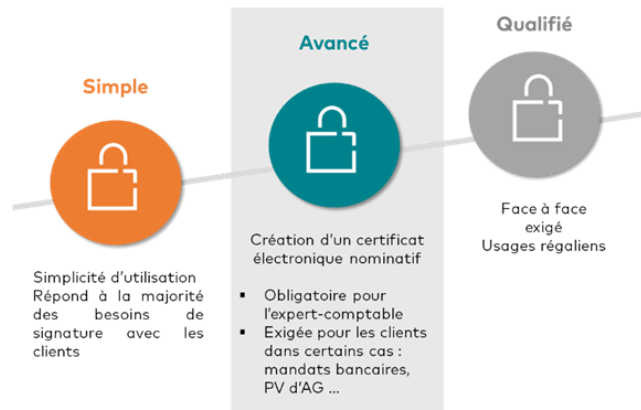 Simple
Simplicité d'utilisation
Répond à la majorité
des besoins de
signature avec les
clients
Avancé
Création d'un certificat
électronique nominatif
▪ Obligatoire pour
l'expert-comptable
▪ Exigée pour les clients
dans certains cas :
mandats bancaires,
PV d'AG ...
Qualifié
Face à face
exigé
Usages régaliens